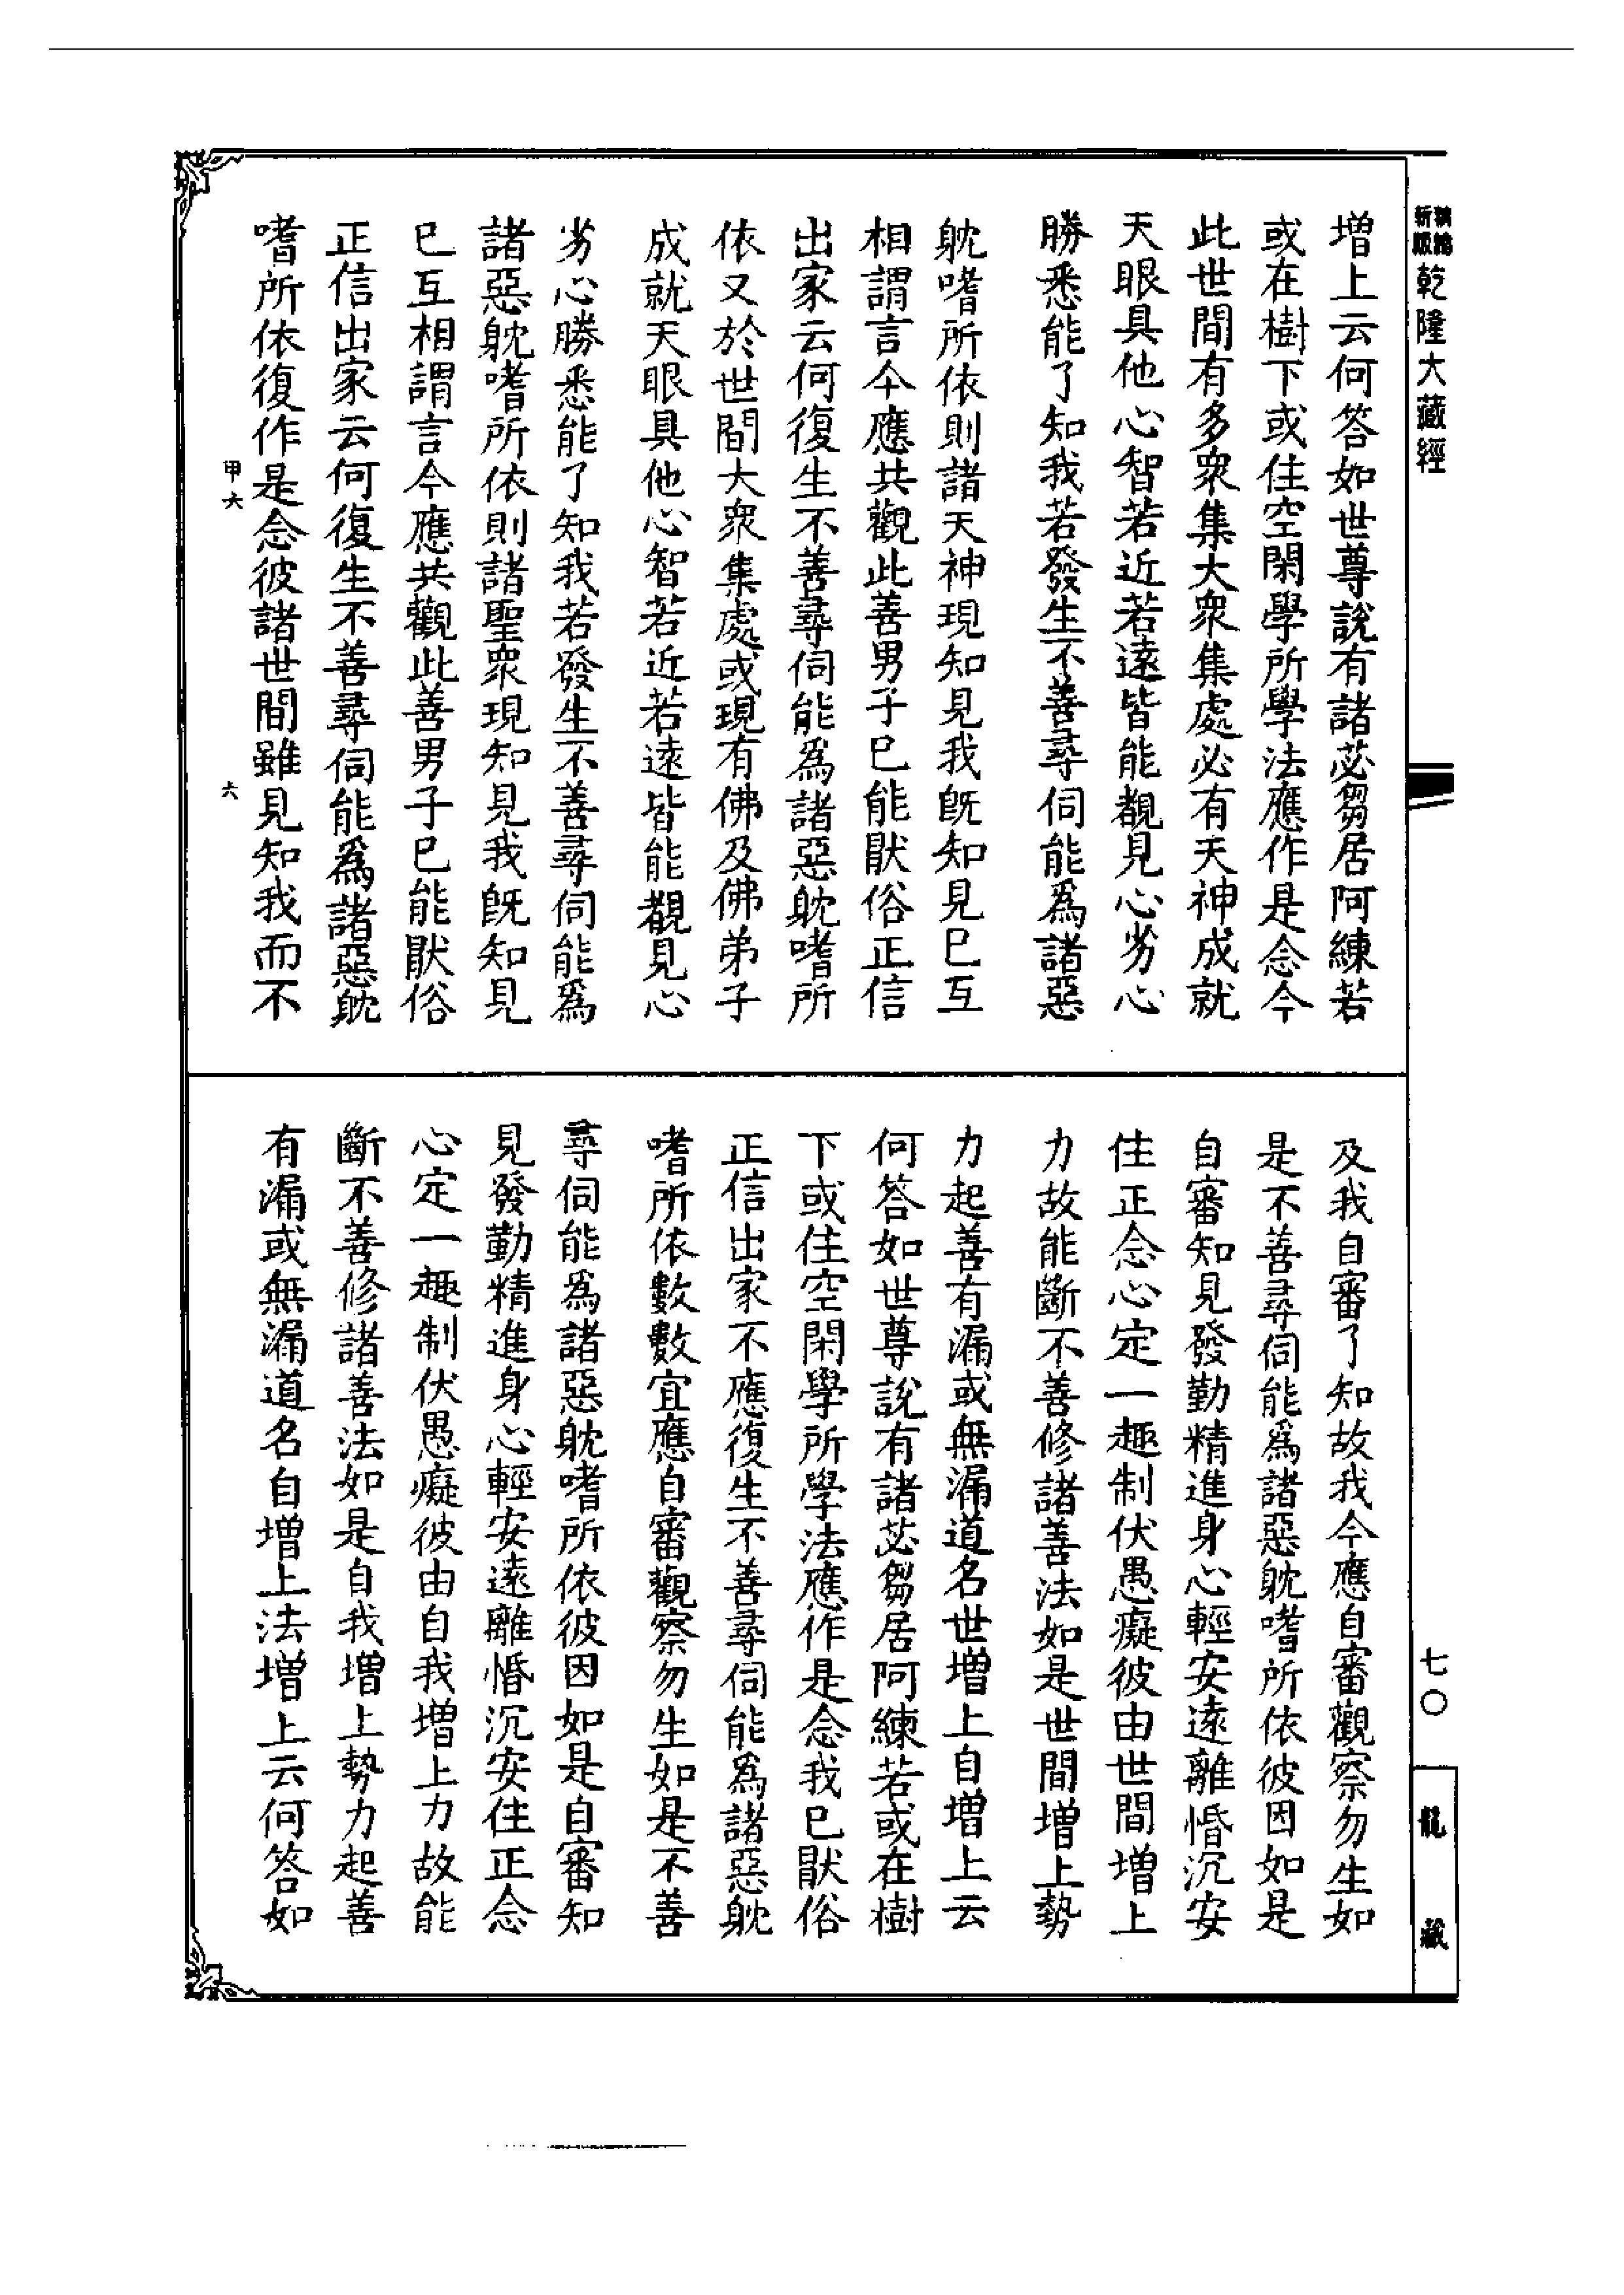 新版
精編
乾隆大藏經
七〇
龍藏
增上云何答如世尊說有諸苾芻居阿練若
或在樹下或住空閑學所學法應作是念今
此世間有多衆集大衆集處必有天神成就
天眼具他心智若近若遠皆能覩見心劣心
勝悉能了知我若發生不善尋伺能爲諸惡
躭嗜所依則諸天神現知見我旣知見巳互
相謂言今應共觀此善男子巳能猒俗正信
出家云何復生不善尋伺能爲諸惡躭嗜所
依又於世間大衆集處或現有佛及佛弟子
成就天眼具他心智若近若遠皆能覩見心
劣心勝悉能了知我若發生不善尋伺能爲
諸惡躭嗜所依則諸聖衆現知見我旣知見
巳互相謂言今應共觀此善男子巳能猒俗
正信出家云何復生不善尋伺能爲諸惡躭
嗜所依復作是念彼諸世間雖見知我而不
甲六 六
及我自審了知故我今應自審觀察勿生如
是不善尋伺能爲諸惡躭嗜所依彼因如是
自審知見發勤精進身心輕安遠離惛沉安
住正念心定一趣制伏愚癡彼由世間增上
力故能斷不善修諸善法如是世間增上勢
力起善有漏或無漏道名世增上自增上云
何答如世尊說有諸苾芻居阿練若或在樹
下或住空閑學所學法應作是念我巳猒俗
正信出家不應復生不善尋伺能爲諸惡躭
嗜所依數數宜應自審觀察勿生如是不善
尋伺能爲諸惡躭嗜所依彼因如是自審知
見發勤精進身心輕安遠離惛沉安住正念
心定一趣制伏愚癡彼由自我增上力故能
斷不善修諸善法如是自我增上勢力起善
有漏或無漏道名自增上法增上云何答如